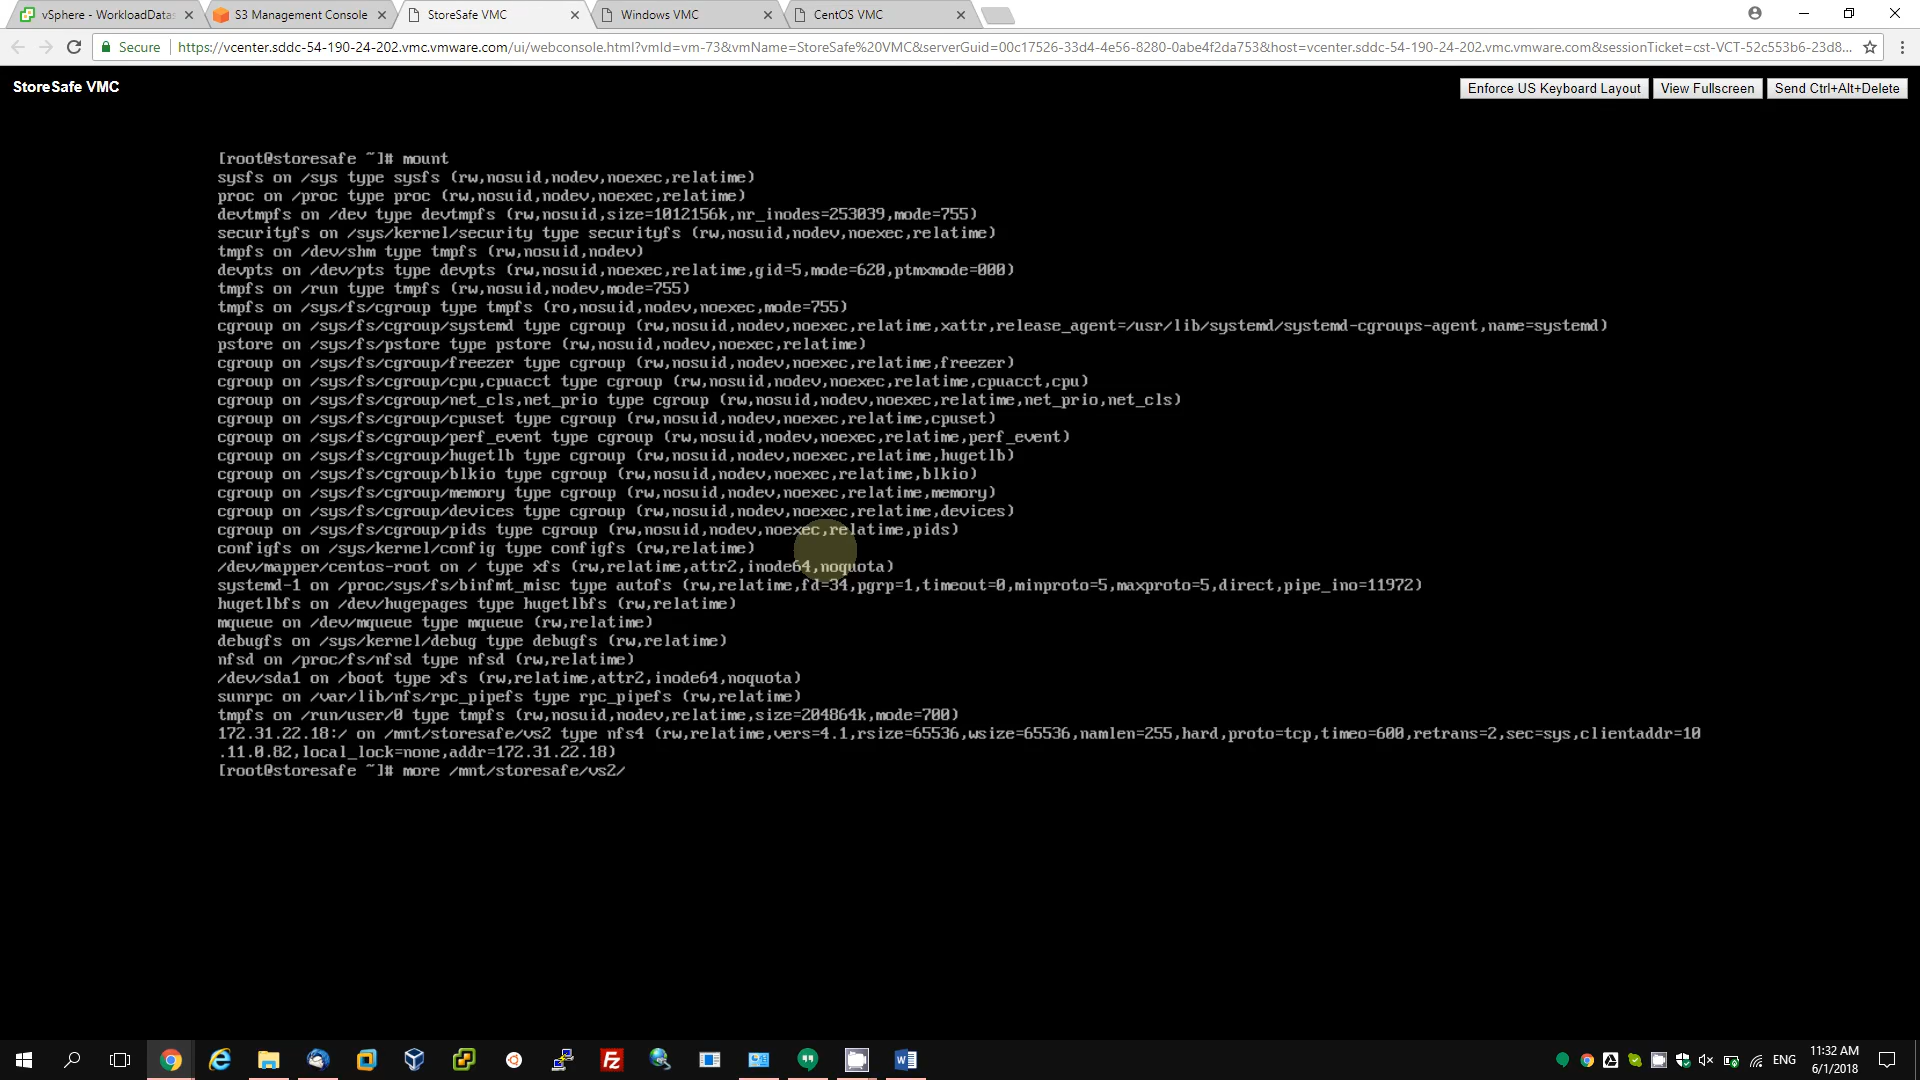 vSphere - WorkloadDatas
S3 Management Console
StoreSafe VMC
Windows VMC
CentOS VMC
Secure
https://vcenter.sddc-54-190-24-202.vmc.vmware.com/ui/webconsole.html?vmId=vm-73&vmName=StoreSafe%20VMC&serverGuid=00c17526-33d4-4e56-8280-0abe4f2da753&host=vcenter.sddc-54-190-24-202.vmc.vmware.com&sessionTicket=cst-VCT-52c553b6-23d8...
StoreSafe VMC
Enforce US Keyboard Layout
View Fullscreen
Send Ctrl+Alt+Delete
[root@storesafe ~]# mount
sysfs on /sys type sysfs (rw,nosuid,nodev,noexec,relatime)
proc on /proc type proc (rw,nosuid,nodev,noexec,relatime)
devtmpfs on /dev type devtmpfs (rw,nosuid,size=1012156k,nr_inodes=253039,mode=755)
securityfs on /sys/kernel/security type securityfs (rw,nosuid,nodev,noexec,relatime)
tmpfs on /dev/shm type tmpfs (rw,nosuid,nodev)
devpts on /dev/pts type devpts (rw,nosuid,noexec,relatime,gid=5,mode=620,ptmxmode=000)
tmpfs on /run type tmpfs (rw,nosuid,nodev,mode=755)
tmpfs on /sys/fs/cgroup type tmpfs (ro,nosuid,nodev,noexec,mode=755)
cgroup on /sys/fs/cgroup/systemd type cgroup (rw,nosuid,nodev,noexec,relatime,xattr,release_agent=/usr/lib/systemd/systemd-cgroups-agent,name=systemd)
pstore on /sys/fs/pstore type pstore (rw,nosuid,nodev,noexec,relatime)
cgroup on /sys/fs/cgroup/freezer type cgroup (rw,nosuid,nodev,noexec,relatime,freezer)
cgroup on /sys/fs/cgroup/cpu,cpuacct type cgroup (rw,nosuid,nodev,noexec,relatime,cpuacct,cpu)
cgroup on /sys/fs/cgroup/net_cls,net_prio type cgroup (rw,nosuid,nodev,noexec,relatime,net_prio,net_cls)
cgroup on /sys/fs/cgroup/cpuset type cgroup (rw,nosuid,nodev,noexec,relatime,cpuset)
cgroup on /sys/fs/cgroup/perf_event type cgroup (rw,nosuid,nodev,noexec,relatime,perf_event)
cgroup on /sys/fs/cgroup/hugetlb type cgroup (rw,nosuid,nodev,noexec,relatime,hugetlb)
cgroup on /sys/fs/cgroup/blkio type cgroup (rw,nosuid,nodev,noexec,relatime,blkio)
cgroup on /sys/fs/cgroup/memory type cgroup (rw,nosuid,nodev,noexec,relatime,memory)
cgroup on /sys/fs/cgroup/devices type cgroup (rw,nosuid,nodev,noexec,relatime,devices)
cgroup on /sys/fs/cgroup/pids type cgroup (rw,nosuid,nodev,noexec,relatime,pids)
configfs on /sys/kernel/config type configfs (rw,relatime)
/dev/mapper/centos-root on / type xfs (rw,relatime,attr2,inode64,noquota)
systemd-1 on /proc/sys/fs/binfmt_misc type autofs (rw,relatime,fd=34,pgrp=1,timeout=0,minproto=5,maxproto=5,direct,pipe_ino=11972)
hugetlbfs on /dev/hugepages type hugetlbfs (rw,relatime)
mqueue on /dev/mqueue type mqueue (rw,relatime)
debugfs on /sys/kernel/debug type debugfs (rw,relatime)
nfsd on /proc/fs/nfsd type nfsd (rw,relatime)
/dev/sda1 on /boot type xfs (rw,relatime,attr2,inode64,noquota)
sunrpc on /var/lib/nfs/rpc_pipefs type rpc_pipefs (rw,relatime)
tmpfs on /run/user/0 type tmpfs (rw,nosuid,nodev,relatime,size=204864k,mode=700)
172.31.22.18:/ on /mnt/storesafe/vs2 type nfs4 (rw,relatime,vers=4.1,rsize=65536,wsize=65536,namlen=255,hard,proto=tcp,timeo=600,retrans=2,sec=sys,clientaddr=10
.11.0.82,local_lock=none,addr=172.31.22.18)
[root@storesafe ~]# more /mnt/storesafe/vs2/
ENG
11:32 AM
6/1/2018